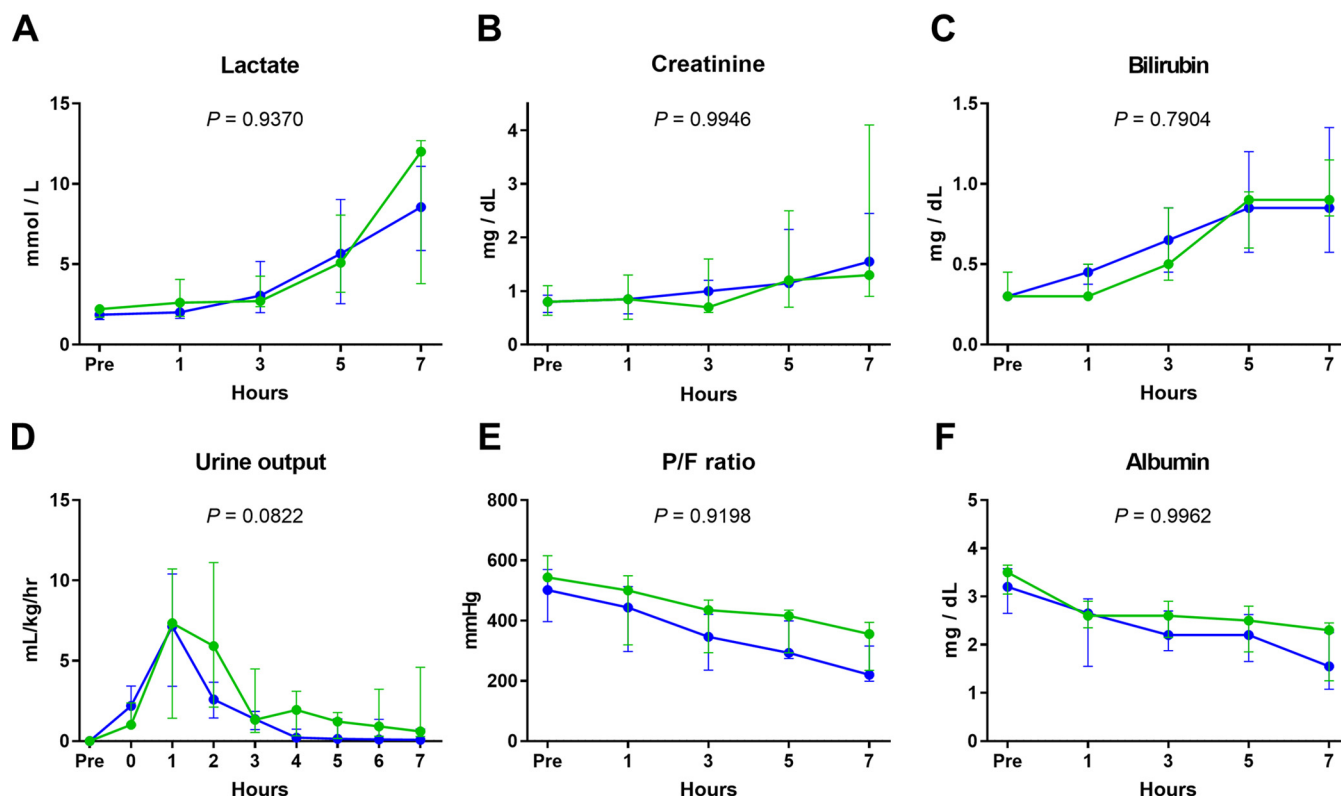 A
Lactate
P = 0.9370
15
10
5
0
mmol / L
Pre 1 3 5 7
Hours
B
Creatinine
P = 0.9946
4
3
2
1
0
mg / dL
Pre 1 3 5 7
Hours
C
Bilirubin
P = 0.7904
1.5
1.0
0.5
0.0
mg / dL
Pre 1 3 5 7
Hours
D
Urine output
P = 0.0822
15
10
5
0
mL/kg/hr
Pre 0 1 2 3 4 5 6 7
Hours
E
P/F ratio
P = 0.9198
800
600
400
200
0
mmHg
Pre 1 3 5 7
Hours
F
Albumin
P = 0.9962
5
4
3
2
1
0
mg / dL
Pre 1 3 5 7
Hours